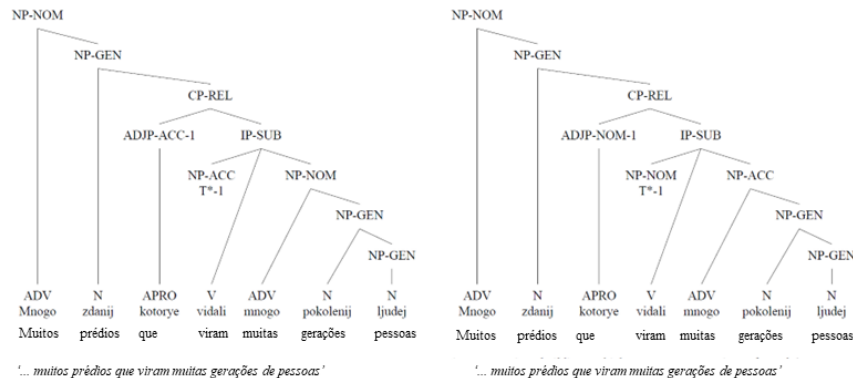 NP-NOM NP-NOM
NP-GEN NP-GEN
CP-REL CP-REL
ADJP-ACC-1 IP-SUB ADJP-NOM-1 IP-SUB
NP-ACC NP-NOM NP-NOM NP-ACC
T*-1 T*-1
NP-GEN NP-GEN
NP-GEN NP-GEN
ADV N APRO V ADV N N ADV N APRO V ADV N N
Mnogo zdanij kotorye vidali mnogo pokolenij ljudej Mnogo zdanij kotorye vidali mnogo pokolenij ljudej
Muitos prédios que viram muitas gerações pessoas Muitos prédios que viram muitas gerações pessoas
'... muitos prédios que viram muitas gerações de pessoas' '... muitos prédios que viram muitas gerações de pessoas'